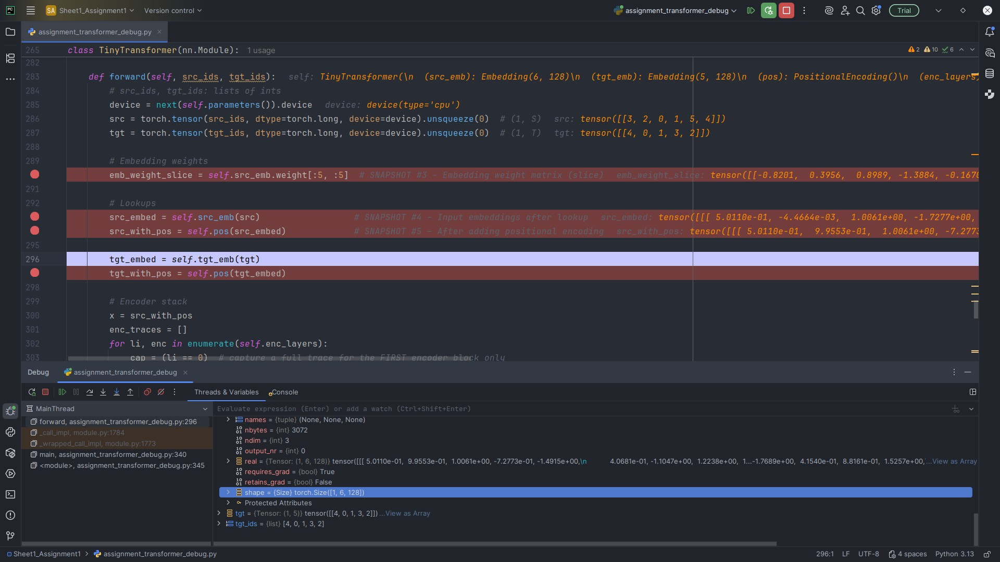 PC
SA Sheet1_Assignment1 Version control assignment_transformer_debug Trial
assignment_transformer_debug.py
265 class TinyTransformer(nn.Module): 1 usage 2 10 6
282
283 def forward(self, src_ids, tgt_ids): self: TinyTransformer(\n (src_emb): Embedding(6, 128)\n (tgt_emb): Embedding(5, 128)\n (pos): PositionalEncoding()\n (enc_layers)
284 # src_ids, tgt_ids: lists of ints
285 device = next(self.parameters()).device device: device(type='cpu')
286 src = torch.tensor(src_ids, dtype=torch.long, device=device).unsqueeze(0) # (1, S) src: tensor([[3, 2, 0, 1, 5, 4]])
287 tgt = torch.tensor(tgt_ids, dtype=torch.long, device=device).unsqueeze(0) # (1, T) tgt: tensor([[4, 0, 1, 3, 2]])
288
289 # Embedding weights
emb_weight_slice = self.src_emb.weight[:5, :5] # SNAPSHOT #3 – Embedding weight matrix (slice) emb_weight_slice: tensor([[-0.8201, 0.3956, 0.8989, -1.3884, -0.1670
291
292 # Lookups
src_embed = self.src_emb(src) # SNAPSHOT #4 – Input embeddings after lookup src_embed: tensor([[[ 5.0110e-01, -4.4664e-03, 1.0061e+00, -1.7277e+00,
src_with_pos = self.pos(src_embed) # SNAPSHOT #5 – After adding positional encoding src_with_pos: tensor([[[ 5.0110e-01, 9.9553e-01, 1.0061e+00, -7.2773
295
296 tgt_embed = self.tgt_emb(tgt)
tgt_with_pos = self.pos(tgt_embed)
298
299 # Encoder stack
300 x = src_with_pos
301 enc_traces = []
302 for li, enc in enumerate(self.enc_layers):
303 cap = (li == 0) # capture a full trace for the FIRST encoder block only
Debug assignment_transformer_debug
Threads & Variables Console
MainThread
Evaluate expression (Enter) or add a watch (Ctrl+Shift+Enter)
forward, assignment_transformer_debug.py:296
_call_impl, module.py:1784
_wrapped_call_impl, module.py:1773
main, assignment_transformer_debug.py:340
<module>, assignment_transformer_debug.py:345
names = {tuple} (None, None, None)
nbytes = {int} 3072
ndim = {int} 3
output_nr = {int} 0
real = {Tensor: (1, 6, 128)} tensor([[[ 5.0110e-01, 9.9553e-01, 1.0061e+00, -7.2773e-01, -1.4915e+00,\n 4.0681e-01, -1.1047e+00, 1.2238e+00, 1...-1.7689e+00, 4.1540e-01, 8.8161e-01, 1.5257e+00,...View as Array
requires_grad = {bool} True
retains_grad = {bool} False
shape = {Size} torch.Size([1, 6, 128])
Protected Attributes
tgt = {Tensor: (1, 5)} tensor([[4, 0, 1, 3, 2]]) ...View as Array
tgt_ids = {list} [4, 0, 1, 3, 2]
Sheet1_Assignment1 assignment_transformer_debug.py 296:1 LF UTF-8 4 spaces Python 3.13